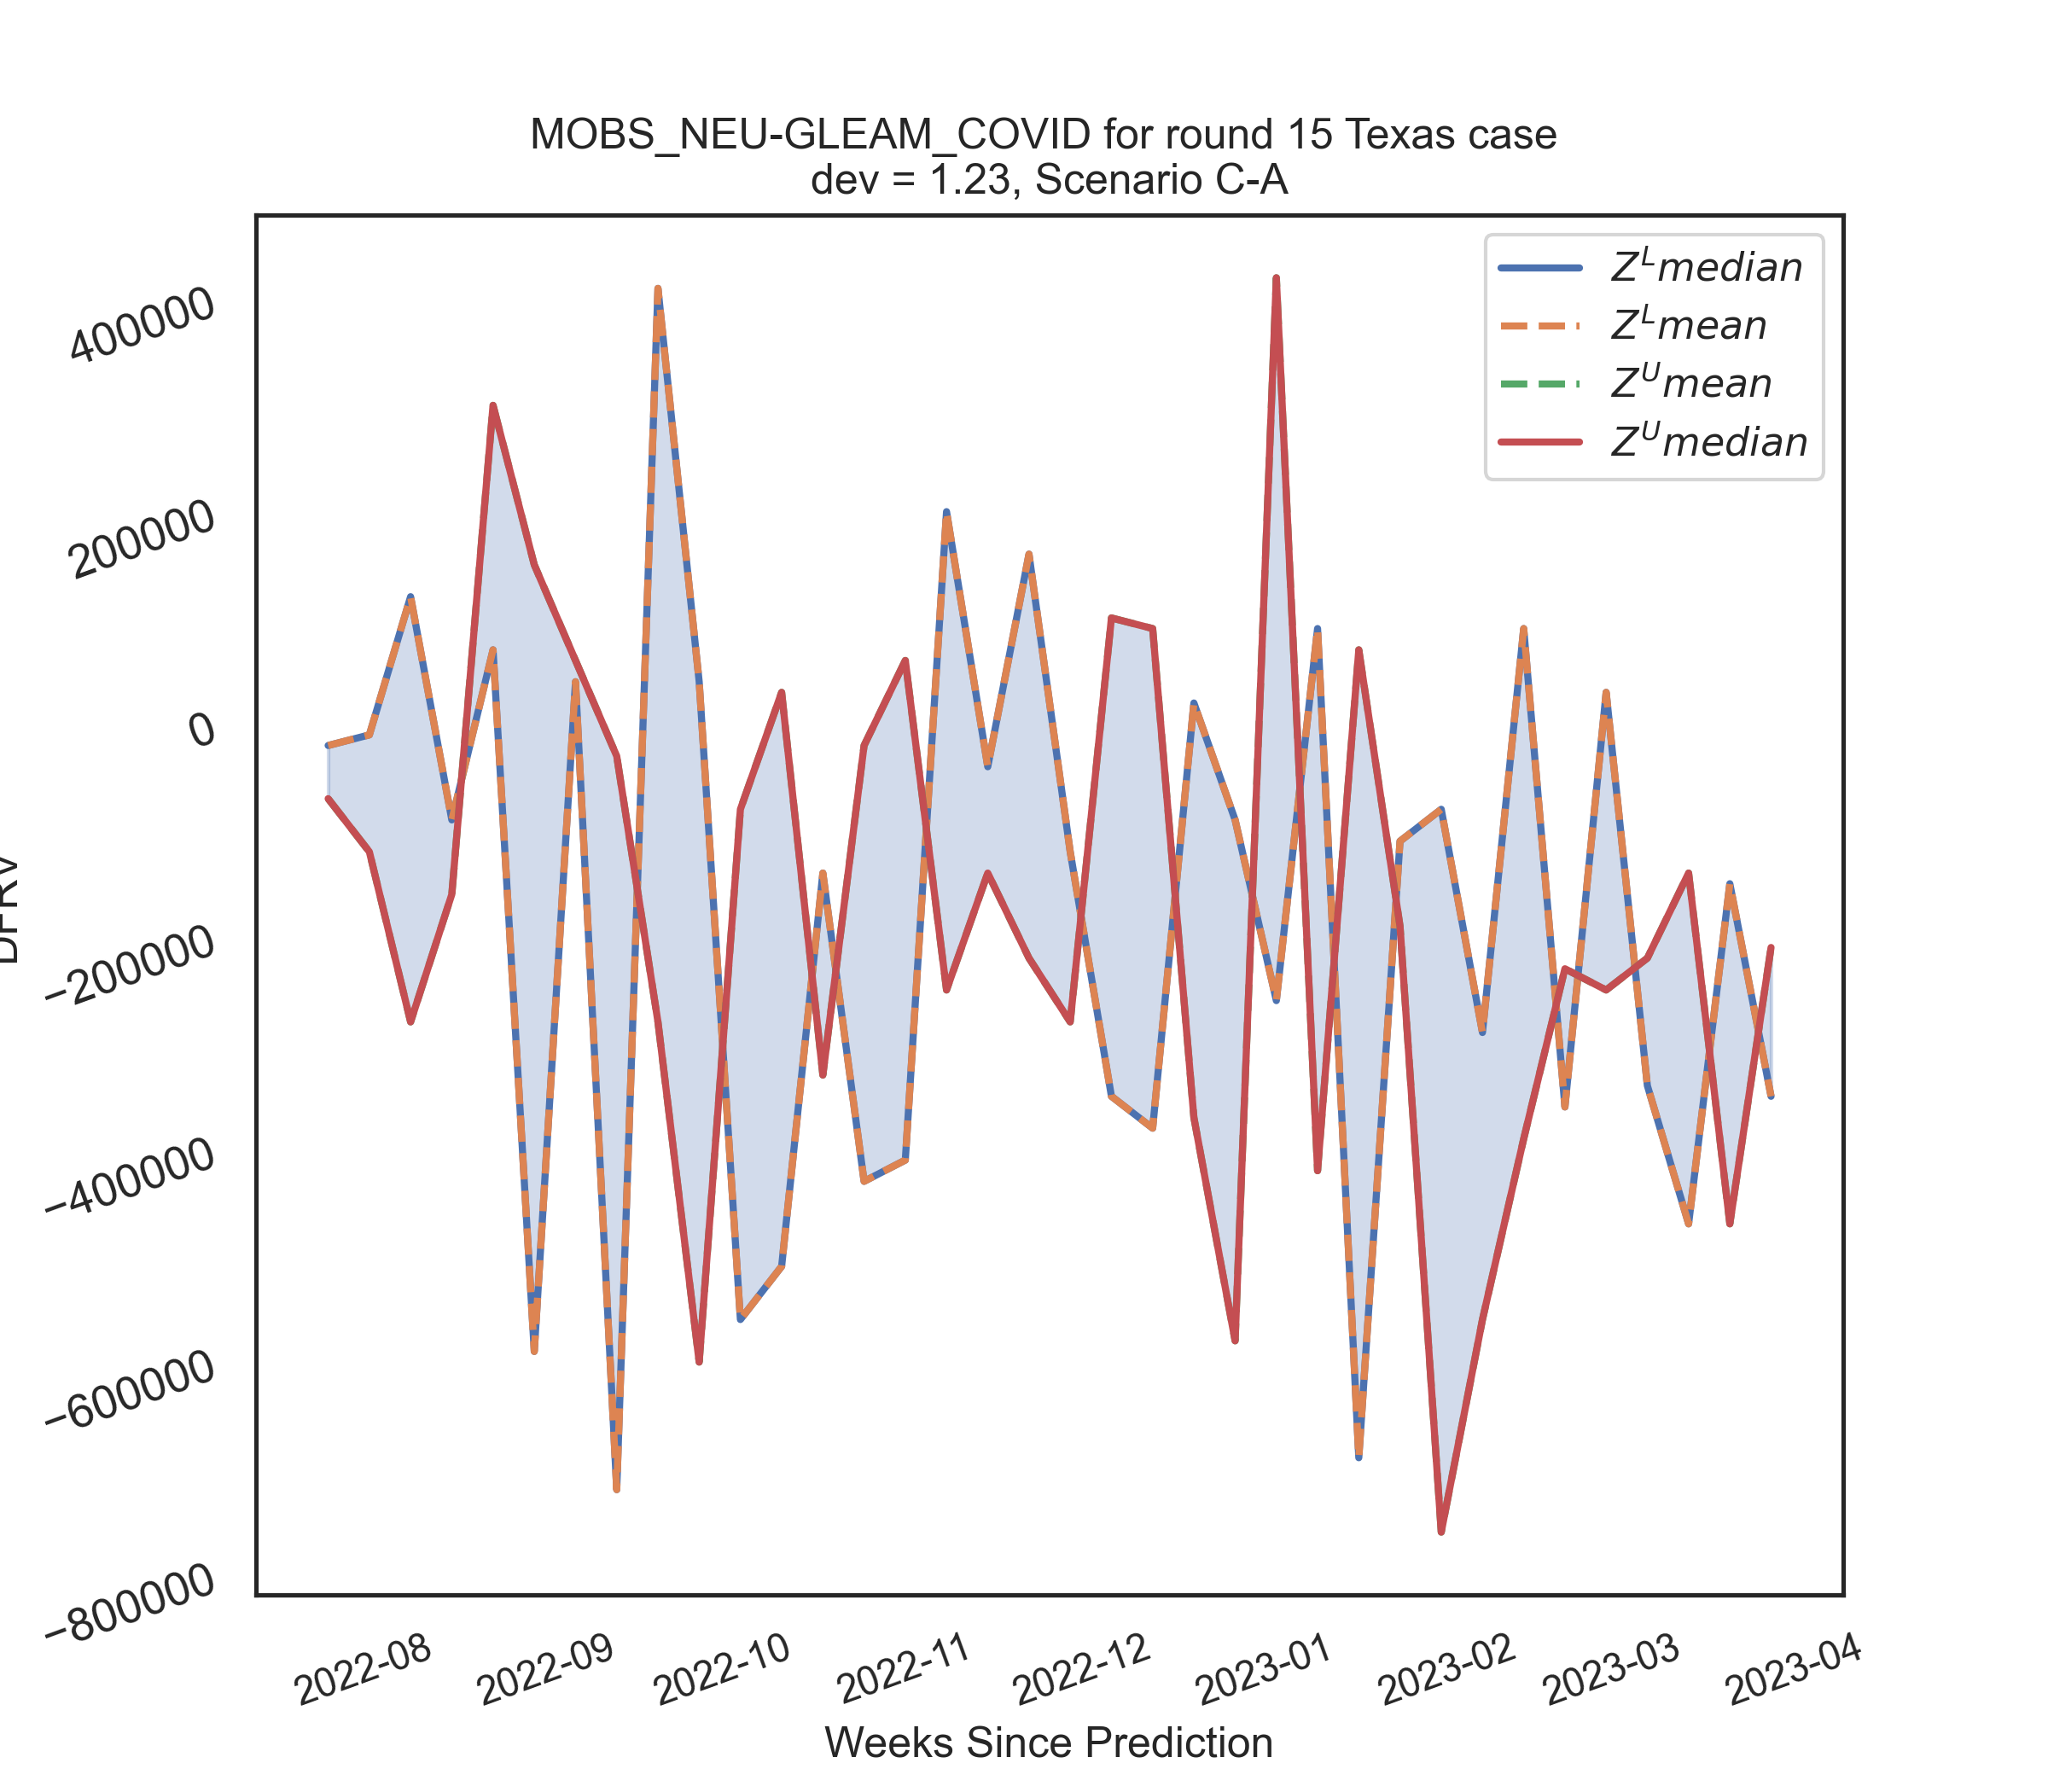 MOBS_NEU-GLEAM_COVID for round 15 Texas case
dev = 1.23, Scenario C-A
Z^L median
Z^L mean
Z^U mean
Z^U median
400000
200000
0
−200000
−400000
−600000
−800000
2022-08
2022-09
2022-10
2022-11
2022-12
2023-01
2023-02
2023-03
2023-04
Weeks Since Prediction